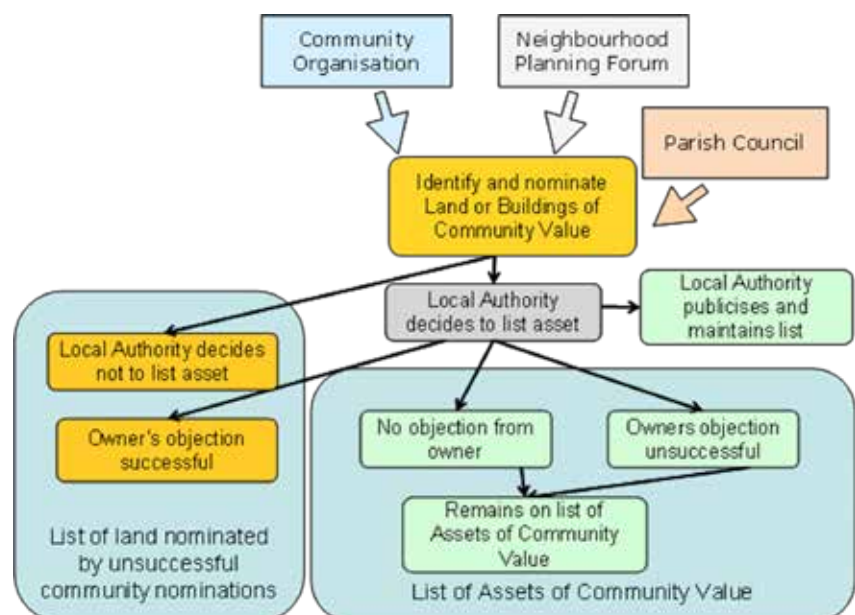 Community
Organisation
Neighbourhood
Planning Forum
Parish Council
Identify and nominate
Land or Buildings of
Community Value
Local Authority
decides to list asset
Local Authority
publicises and
maintains list
Local Authority decides
not to list asset
Owner's objection
successful
No objection from
owner
Owners objection
unsuccessful
Remains on list of
Assets of Community
Value
List of land nominated
by unsuccessful
community nominations
List of Assets of Community Value